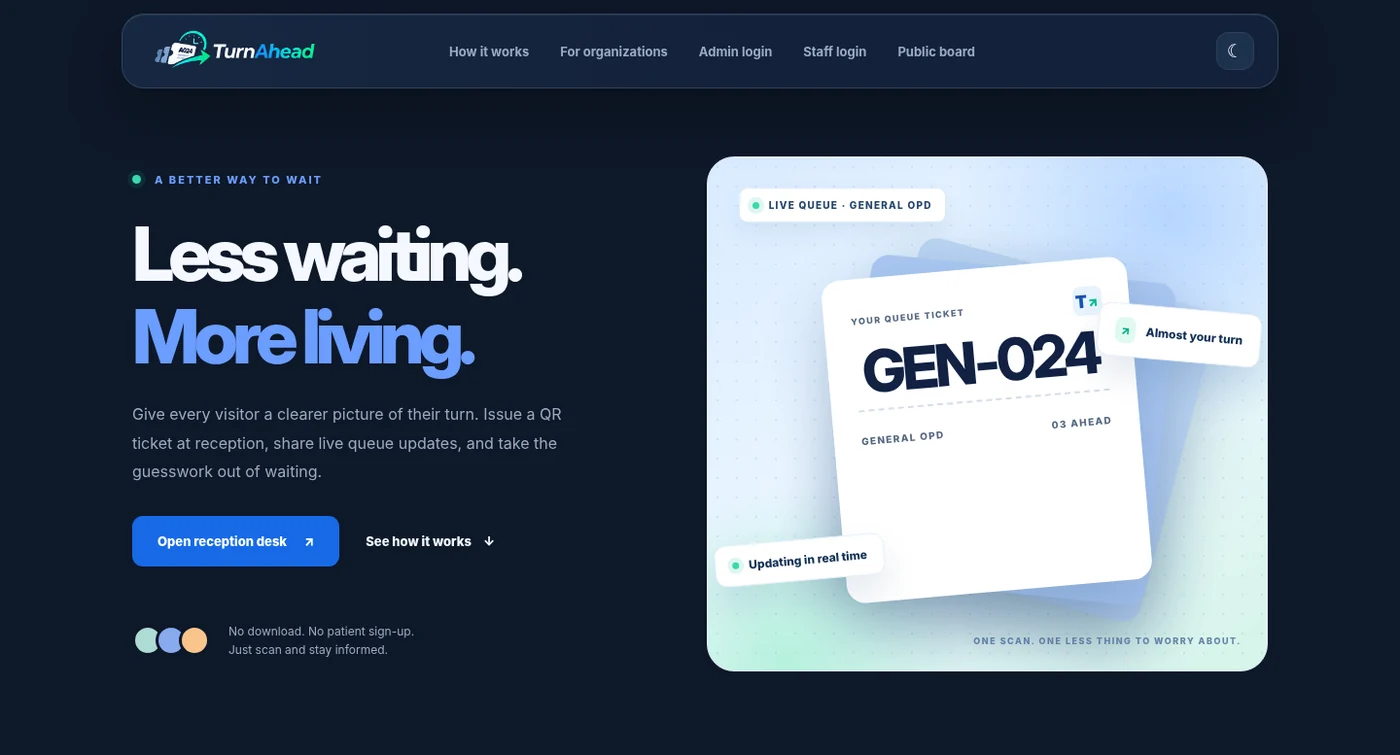 A024
TurnAhead
How it works
For organizations
Admin login
Staff login
Public board
A BETTER WAY TO WAIT
Less waiting.
More living.
Give every visitor a clearer picture of their turn. Issue a QR
ticket at reception, share live queue updates, and take the
guesswork out of waiting.
Open reception desk ↗
See how it works ↓
No download. No patient sign-up.
Just scan and stay informed.
LIVE QUEUE · GENERAL OPD
YOUR QUEUE TICKET
T↗
GEN-024
GENERAL OPD
03 AHEAD
↗ Almost your turn
Updating in real time
ONE SCAN. ONE LESS THING TO WORRY ABOUT.